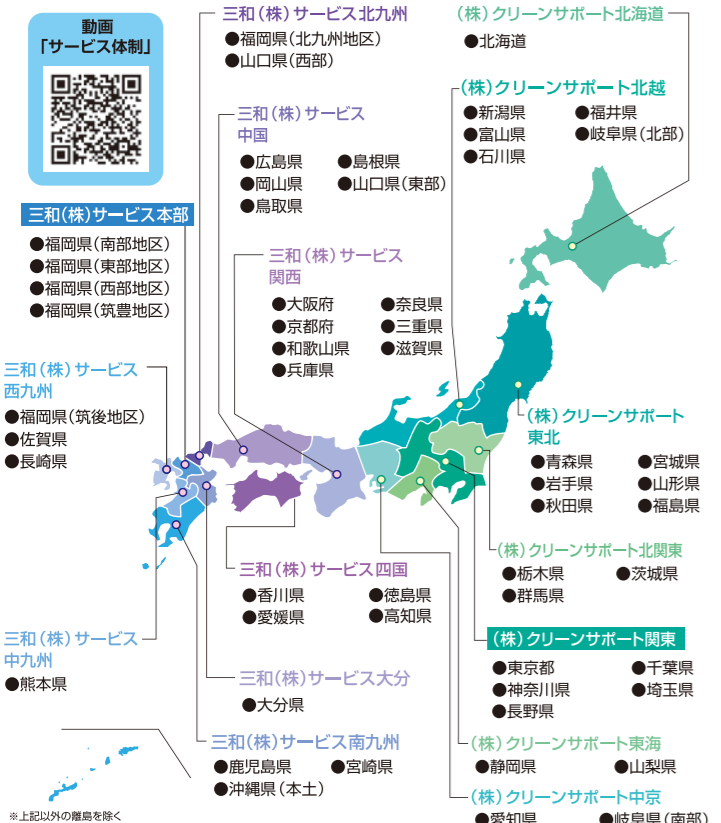 動画
「サービス体制」
三和(株)サービス北九州
●福岡県(北九州地区)
●山口県(西部)
(株)クリーンサポート北海道
●北海道
(株)クリーンサポート北越
●新潟県 ●福井県
●富山県 ●岐阜県(北部)
●石川県
三和(株)サービス
中国
●広島県 ●島根県
●岡山県 ●山口県(東部)
●鳥取県
三和(株)サービス本部
●福岡県(南部地区)
●福岡県(東部地区)
●福岡県(西部地区)
●福岡県(筑豊地区)
三和(株)サービス
関西
●大阪府 ●奈良県
●京都府 ●三重県
●和歌山県 ●滋賀県
●兵庫県
三和(株)サービス
西九州
●福岡県(筑後地区)
●佐賀県
●長崎県
(株)クリーンサポート
東北
●青森県 ●宮城県
●岩手県 ●山形県
●秋田県 ●福島県
(株)クリーンサポート北関東
●栃木県 ●茨城県
●群馬県
三和(株)サービス四国
●香川県 ●徳島県
●愛媛県 ●高知県
三和(株)サービス
中九州
●熊本県
(株)クリーンサポート関東
●東京都 ●千葉県
●神奈川県 ●埼玉県
●長野県
三和(株)サービス大分
●大分県
三和(株)サービス南九州
●鹿児島県 ●宮崎県
●沖縄県(本土)
(株)クリーンサポート東海
●静岡県 ●山梨県
(株)クリーンサポート中京
●愛知県 ●岐阜県(南部)
※上記以外の離島を除く